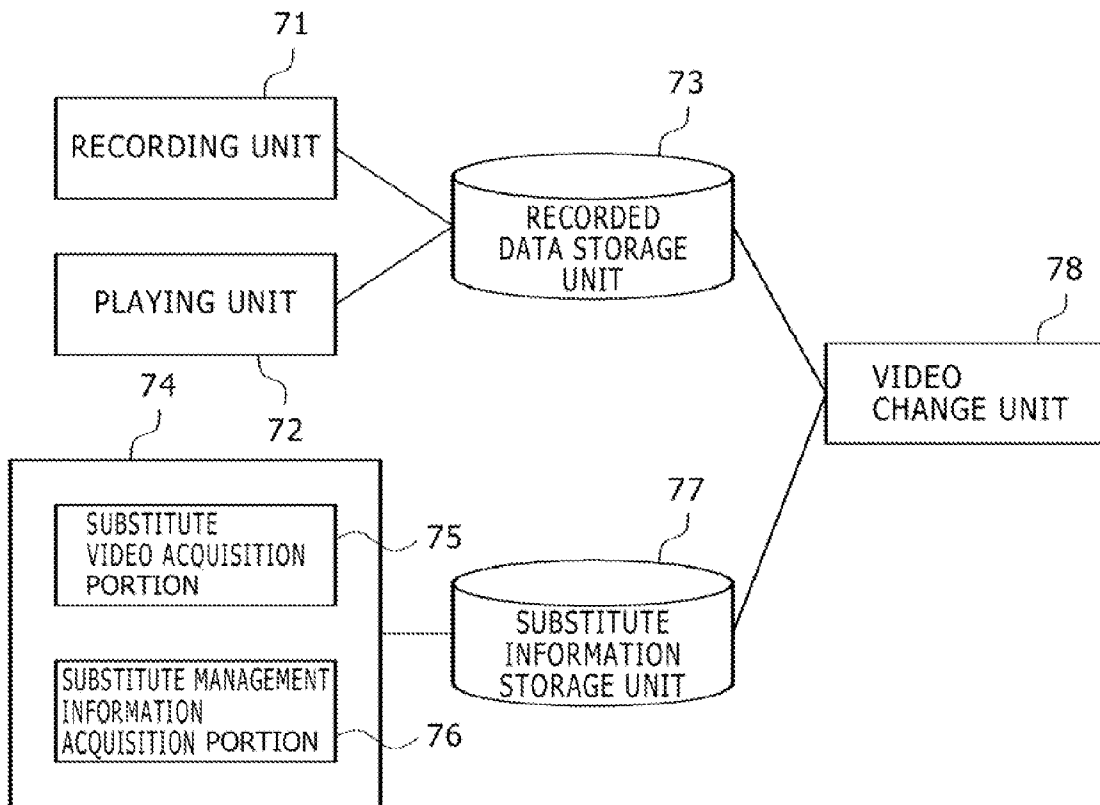 71
RECORDING UNIT
73
RECORDED
DATA STORAGE
UNIT
PLAYING UNIT
72
78
VIDEO
CHANGE UNIT
74
SUBSTITUTE
VIDEO ACQUISITION
PORTION
75
77
SUBSTITUTE
INFORMATION
STORAGE UNIT
SUBSTITUTE MANAGEMENT
INFORMATION
ACQUISITION PORTION
76